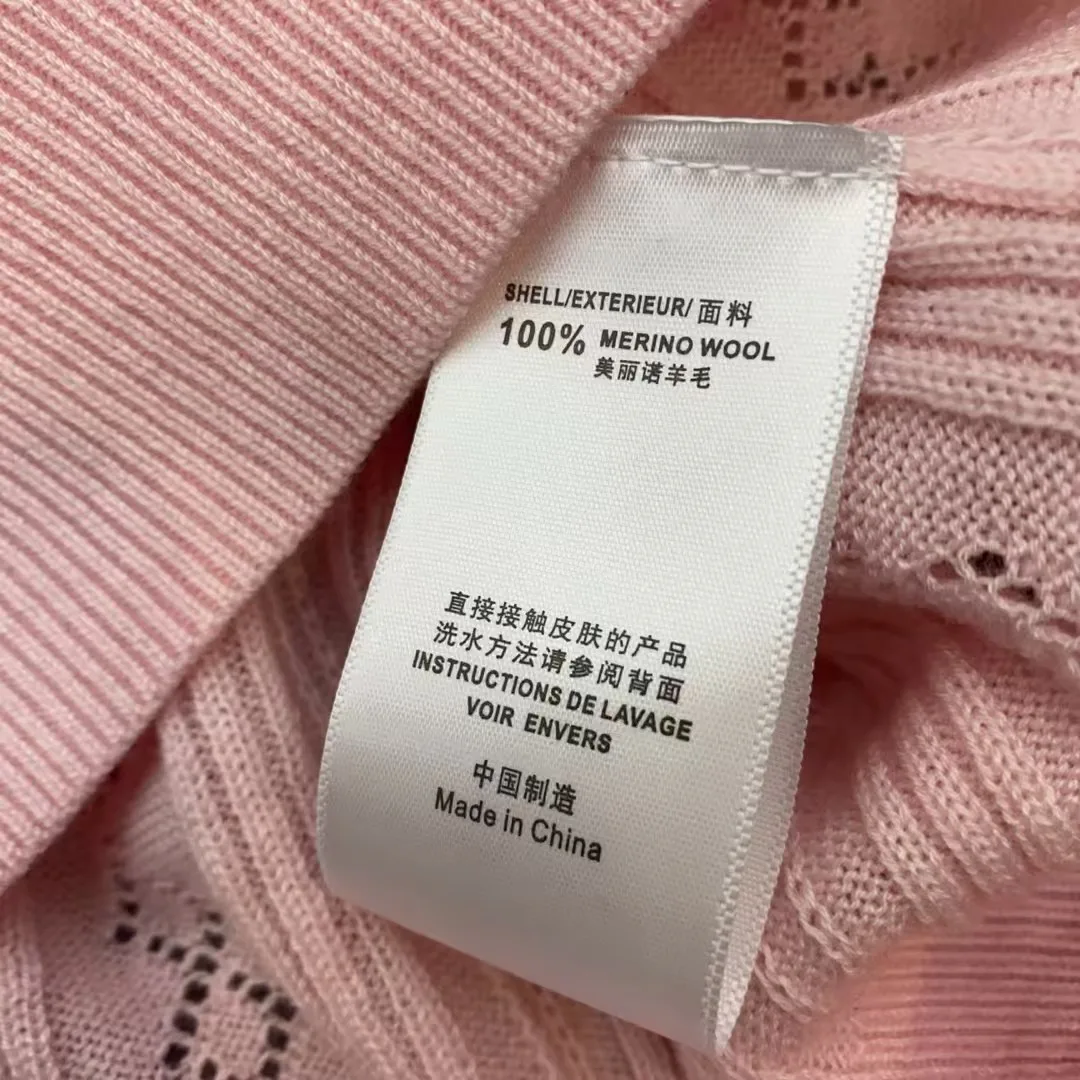 SHELL/EXTERIEUR/ 面料
100% MERINO WOOL
美丽诺羊毛
直接接触皮肤的产品
洗水方法请参阅背面
INSTRUCTIONS DE LAVAGE
VOIR ENVERS
中国制造
Made in China